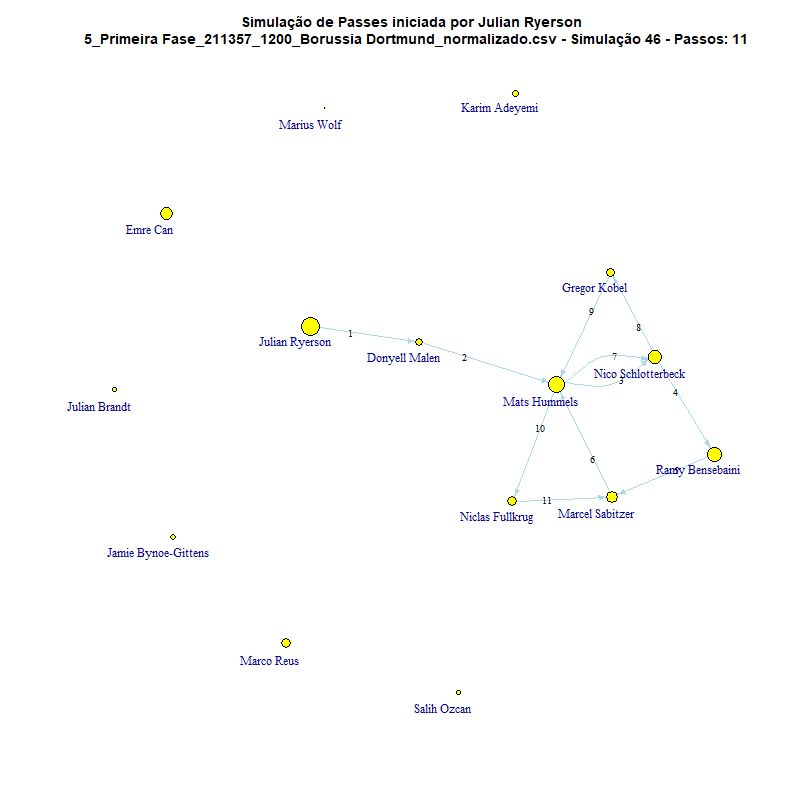 Simulação de Passes iniciada por Julian Ryerson
5_Primeira Fase_211357_1200_Borussia Dortmund_normalizado.csv - Simulação 46 - Passos: 11
Karim Adeyemi
Marius Wolf
Emre Can
Gregor Kobel
9
8
1
Julian Ryerson
Donyell Malen
2
7
Nico Schlotterbeck
3
4
Mats Hummels
Julian Brandt
10
6
Ramy Bensebaini
5
11
Niclas Fullkrug
Marcel Sabitzer
Jamie Bynoe-Gittens
Marco Reus
Salih Ozcan